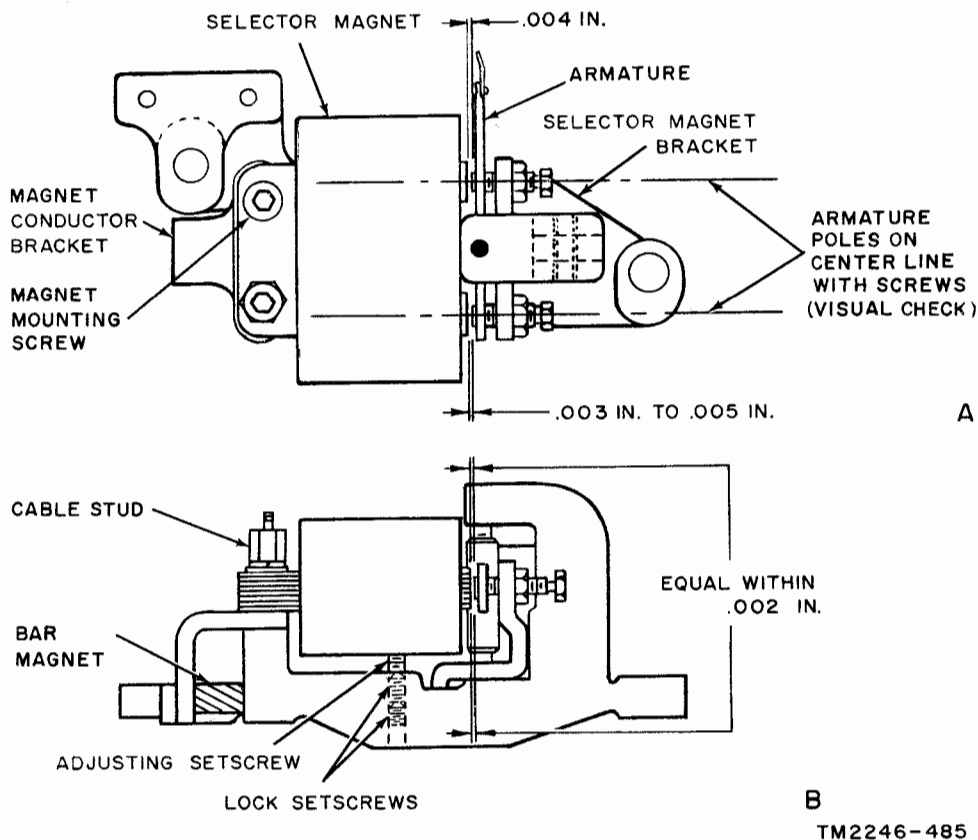 SELECTOR MAGNET
.004 IN.
ARMATURE
SELECTOR MAGNET
BRACKET
MAGNET
CONDUCTOR
BRACKET
MAGNET
MOUNTING
SCREW
ARMATURE
POLES ON
CENTER LINE
WITH SCREWS
(VISUAL CHECK)
.003 IN. TO .005 IN.
A
CABLE STUD
BAR
MAGNET
EQUAL WITHIN
.002 IN.
ADJUSTING SETSCREW
LOCK SETSCREWS
B
TM2246-485